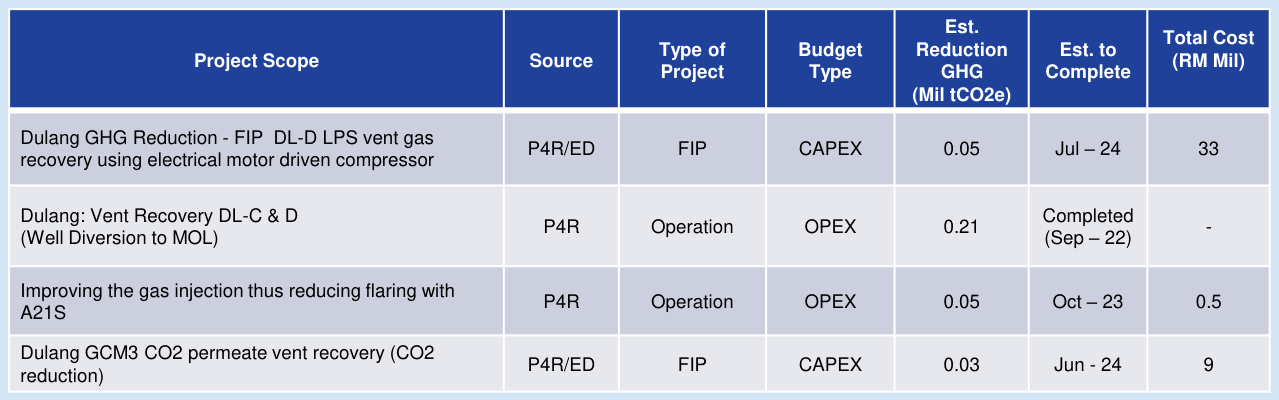 Project Scope
Source
Type of
Project
Budget
Type
Est.
Reduction
GHG
(Mil tCO2e)
Est. to
Complete
Total Cost
(RM Mil)
Dulang GHG Reduction - FIP  DL-D LPS vent gas
recovery using electrical motor driven compressor
P4R/ED
FIP
CAPEX
0.05
Jul – 24
33
Dulang: Vent Recovery DL-C & D
(Well Diversion to MOL)
P4R
Operation
OPEX
0.21
Completed
(Sep – 22)
-
Improving the gas injection thus reducing flaring with
A21S
P4R
Operation
OPEX
0.05
Oct – 23
0.5
Dulang GCM3 CO2 permeate vent recovery (CO2
reduction)
P4R/ED
FIP
CAPEX
0.03
Jun - 24
9